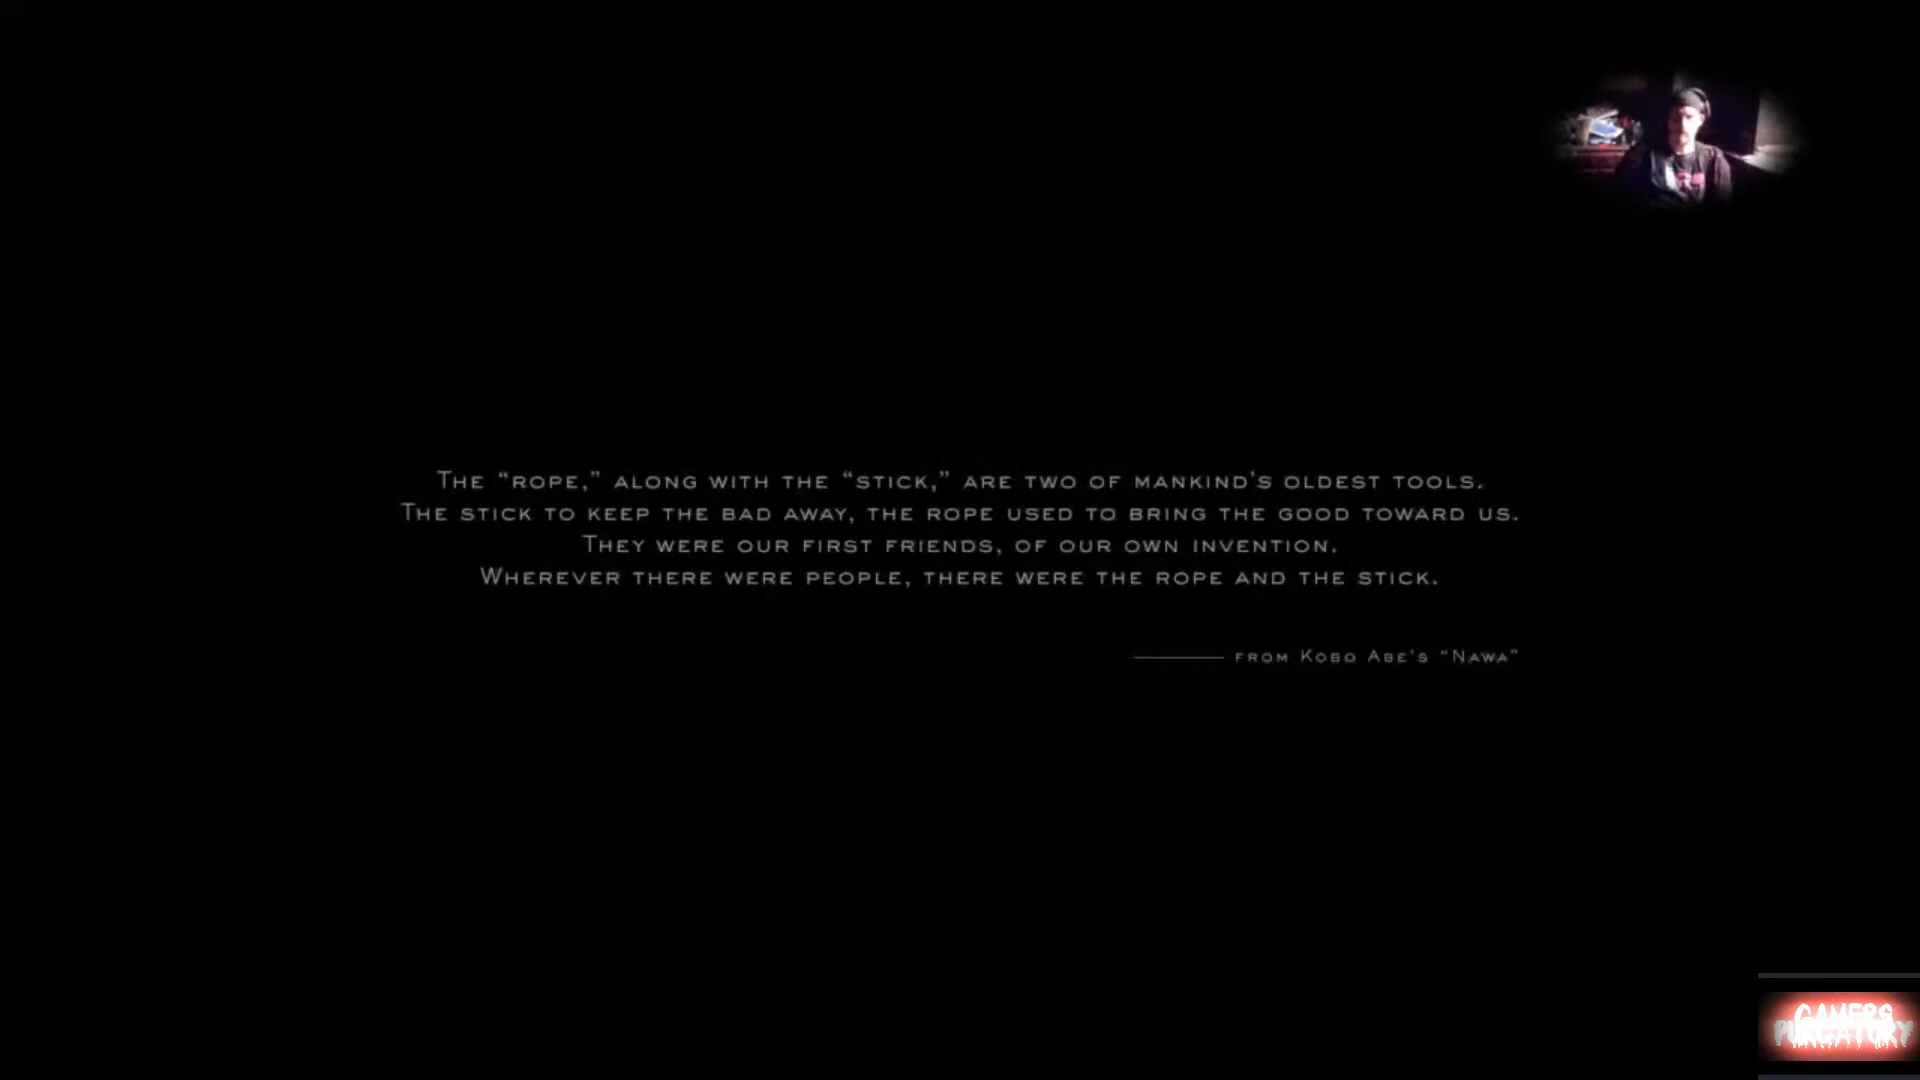 The “rope,” along with the “stick,” are two of mankind’s oldest tools.
The stick to keep the bad away, the rope used to bring the good toward us.
They were our first friends, of our own invention.
Wherever there were people, there were the rope and the stick.
from Kobo Abe’s “Nawa”
GAMERS
PURGATORY